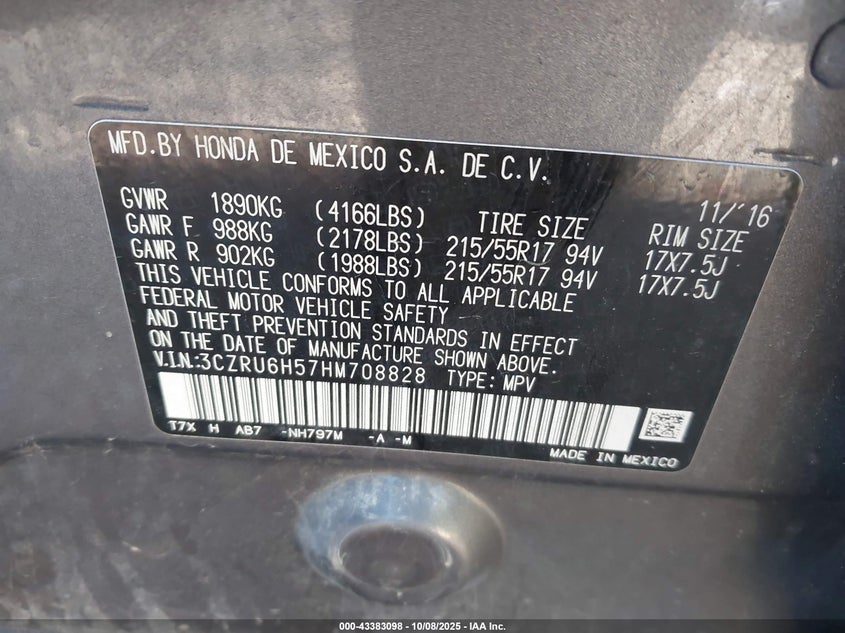 MFD.BY HONDA DE MEXICO S.A. DE C.V.
11/'16
GVWR 1890KG (4166LBS) TIRE SIZE RIM SIZE
GAWR F 988KG (2178LBS) 215/55R17 94V 17X7.5J
GAWR R 902KG (1988LBS) 215/55R17 94V 17X7.5J
THIS VEHICLE CONFORMS TO ALL APPLICABLE
FEDERAL MOTOR VEHICLE SAFETY
AND THEFT PREVENTION STANDARDS IN EFFECT
ON THE DATE OF MANUFACTURE SHOWN ABOVE.
V.I.N.:3CZRU6H57HM708828 TYPE: MPV
T7X H AB7 -NH797M -A -M
MADE IN MEXICO
000-43383098 - 10/08/2025 - IAA Inc.